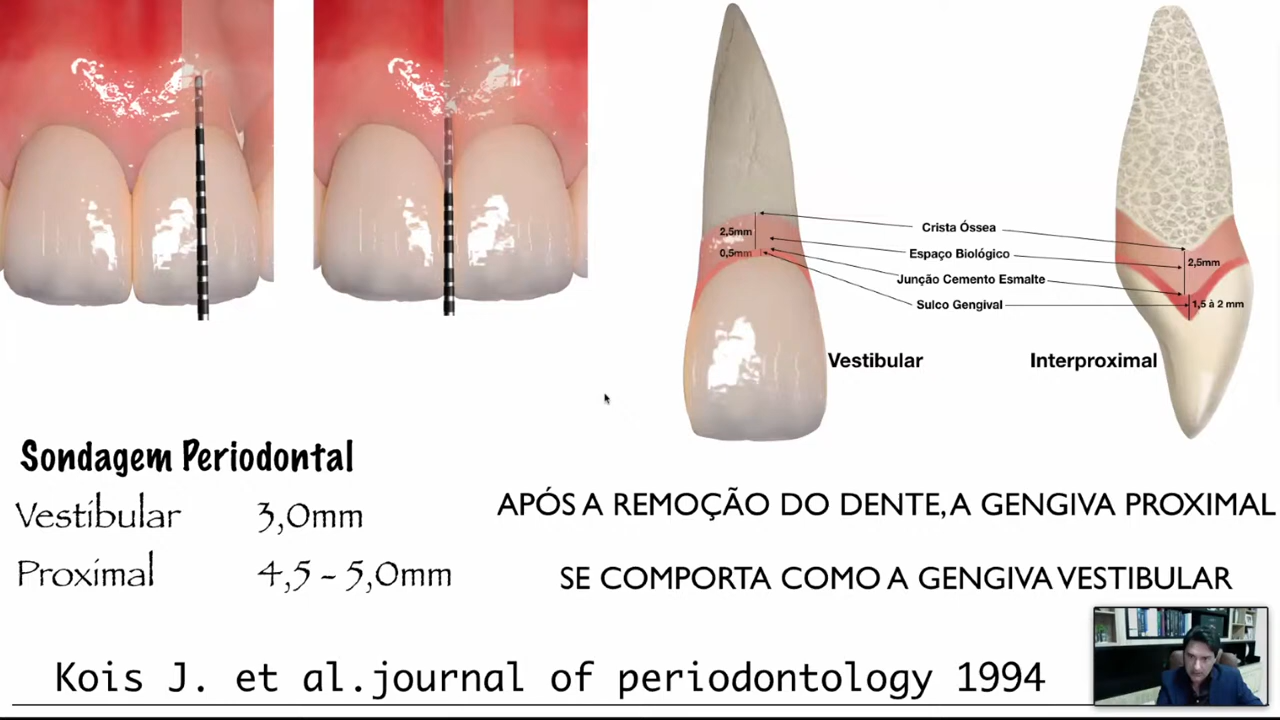 Crista Óssea
2,5mm
Espaço Biológico
0,5mm
2,5mm
Junção Cemento Esmalte
Sulco Gengival
1,5 à 2 mm
Vestibular
Interproximal
Sondagem Periodontal
Vestibular 3,0mm
Proximal 4,5 - 5,0mm
APÓS A REMOÇÃO DO DENTE, A GENGIVA PROXIMAL
SE COMPORTA COMO A GENGIVA VESTIBULAR
Kois J. et al.journal of periodontology 1994